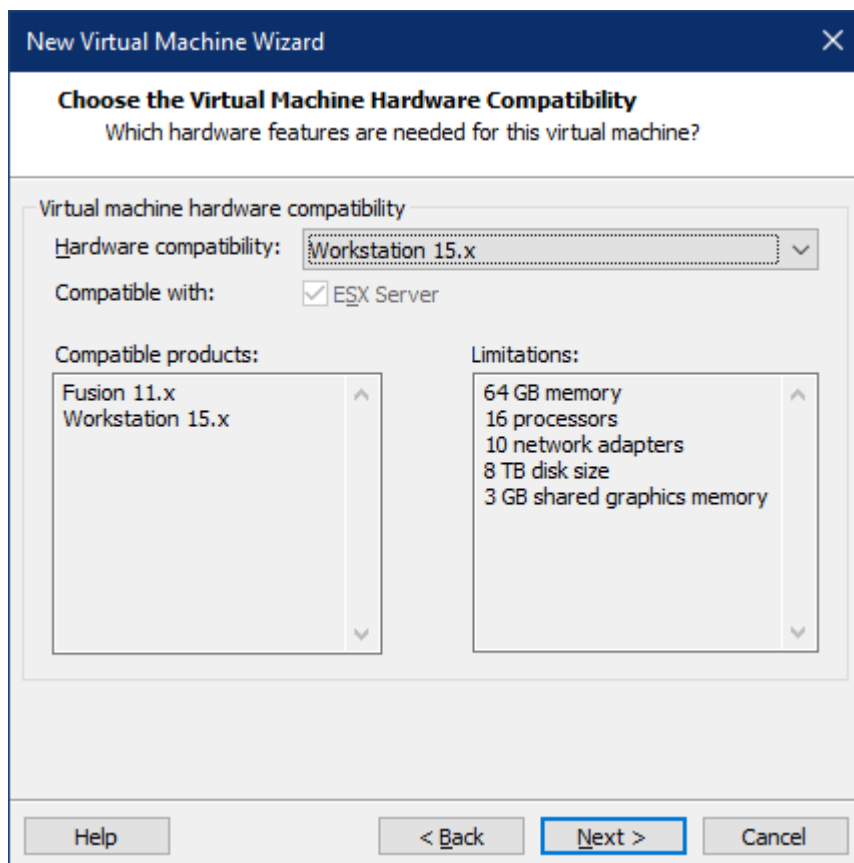 New Virtual Machine Wizard
Choose the Virtual Machine Hardware Compatibility
Which hardware features are needed for this virtual machine?
Virtual machine hardware compatibility
Hardware compatibility: Workstation 15.x
Compatible with: ESX Server
Compatible products:
Fusion 11.x
Workstation 15.x
Limitations:
64 GB memory
16 processors
10 network adapters
8 TB disk size
3 GB shared graphics memory
Help < Back Next > Cancel